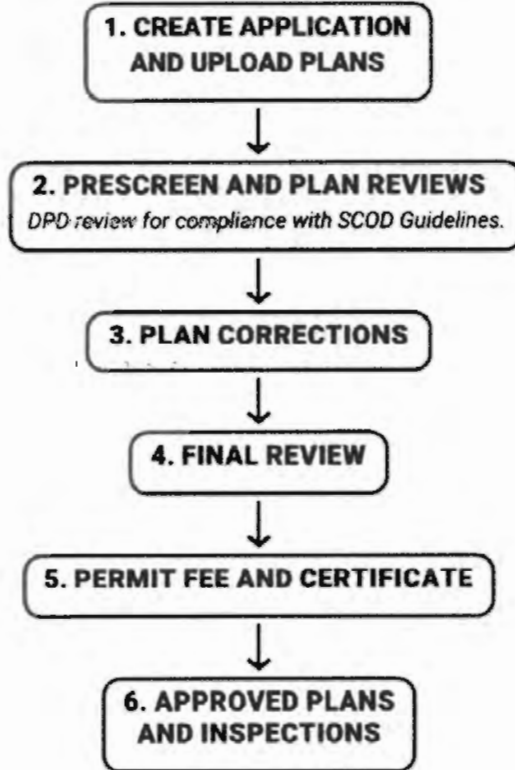 1. CREATE APPLICATION
AND UPLOAD PLANS
2. PRESCREEN AND PLAN REVIEWS
DPD review for compliance with SCOD Guidelines.
3. PLAN CORRECTIONS
4. FINAL REVIEW
5. PERMIT FEE AND CERTIFICATE
6. APPROVED PLANS
AND INSPECTIONS